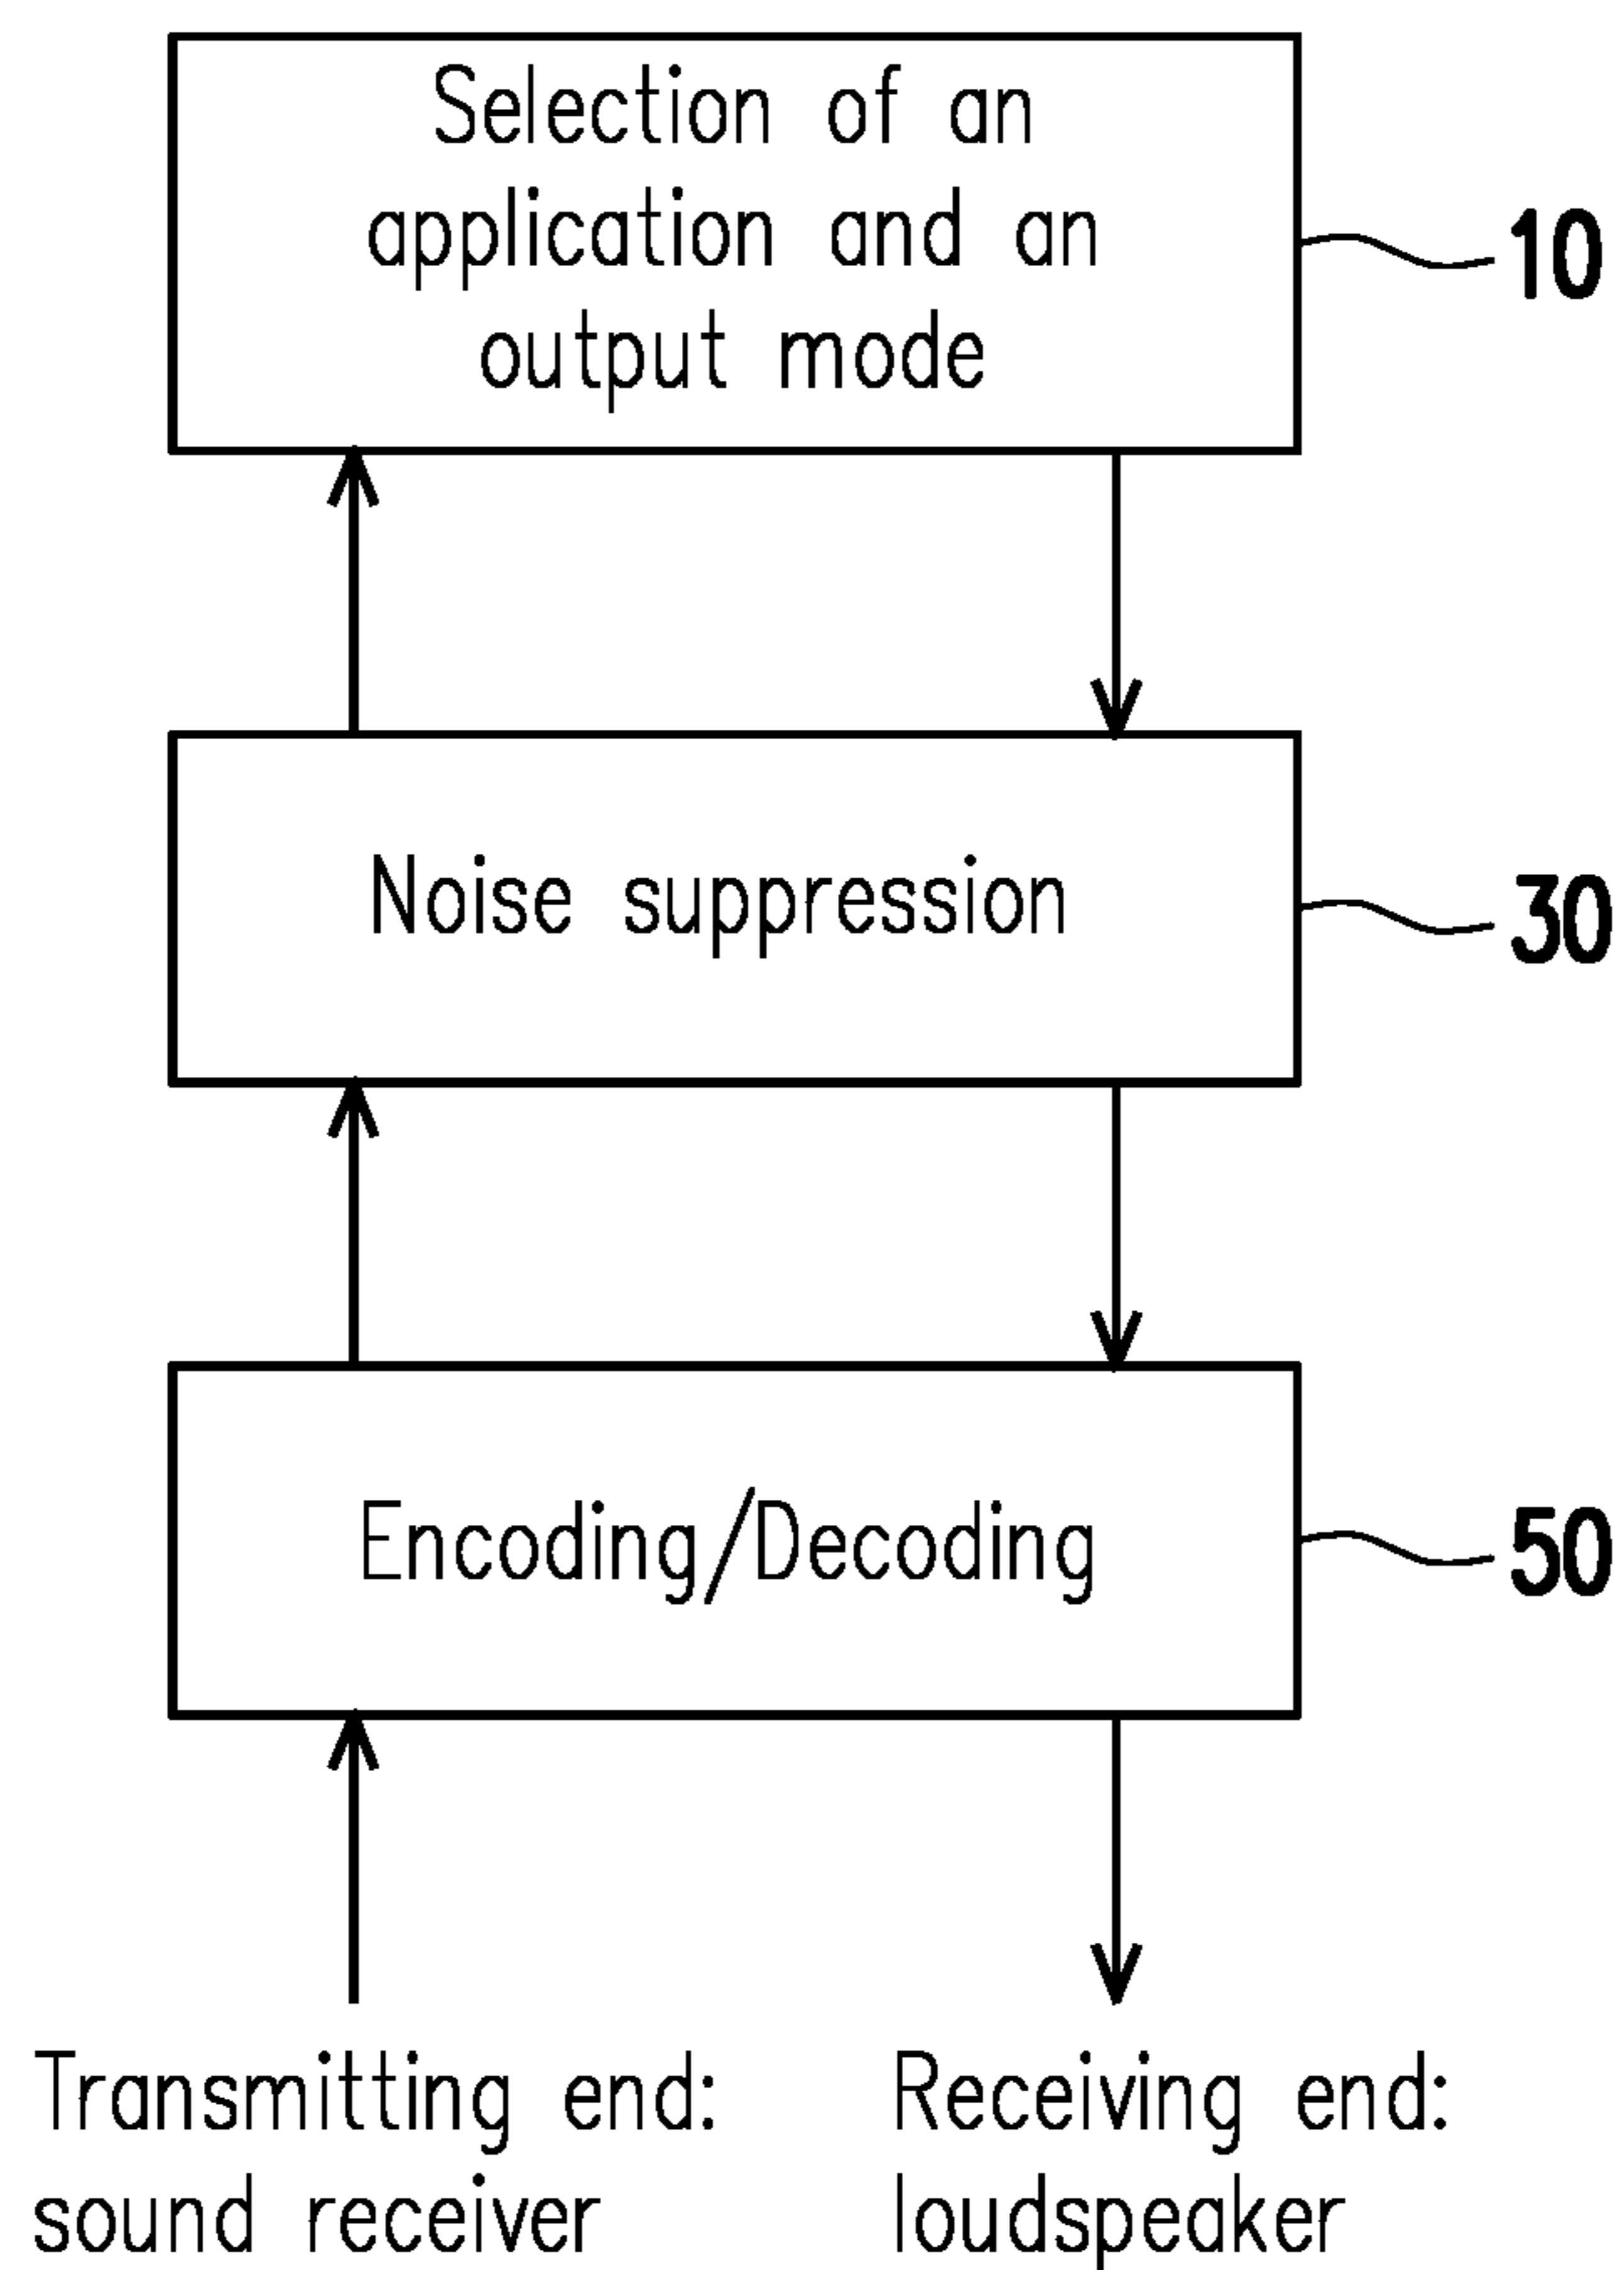 Selection of an
application and an
output mode
10
Noise suppression
30
Encoding/Decoding
50
Transmitting end:
sound receiver
Receiving end:
loudspeaker